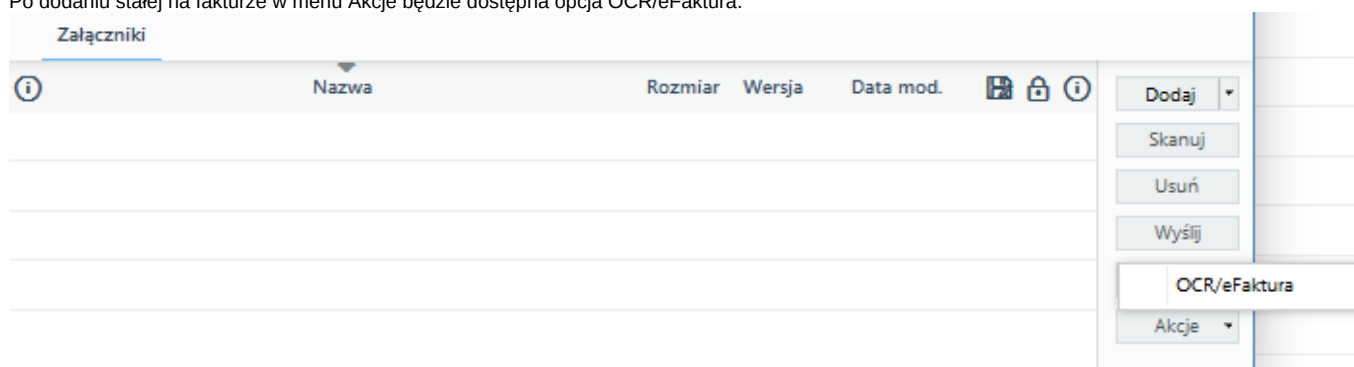 Po dodaniu stałej na fakturze w menu Akcje będzie dostępna opcja OCR/eFaktura.
Załączniki
Nazwa Rozmiar Wersja Data mod.
Dodaj
Skanuj
Usuń
Wyślij
OCR/eFaktura
Akcje